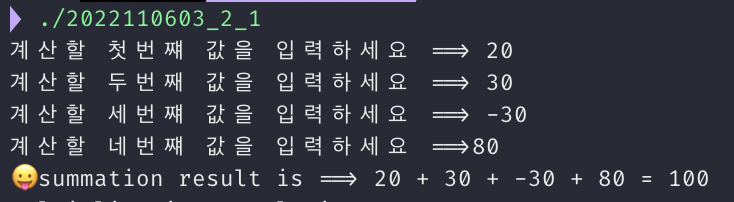 ./2022110603_2_1
계산할 첫번째 값을 입력하세요 ==> 20
계산할 두번째 값을 입력하세요 ==> 30
계산할 세번쨰 값을 입력하세요 ==> -30
계산할 네번쨰 값을 입력하세요 ==>80
😛summation result is ==> 20 + 30 + -30 + 80 = 100